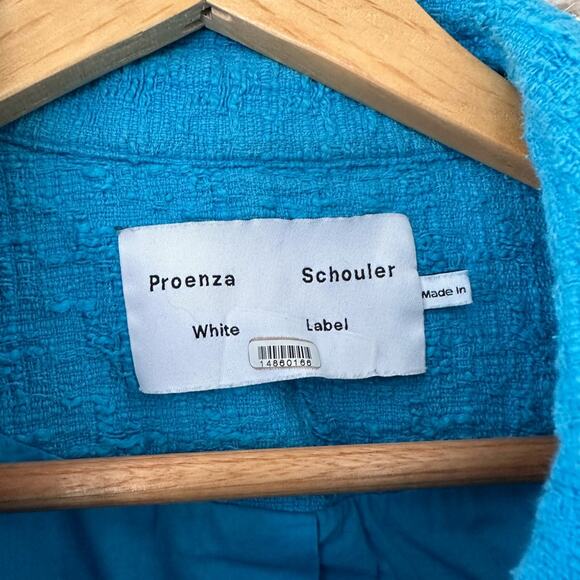 Proenza Schouler
White Label
Made In
14860166